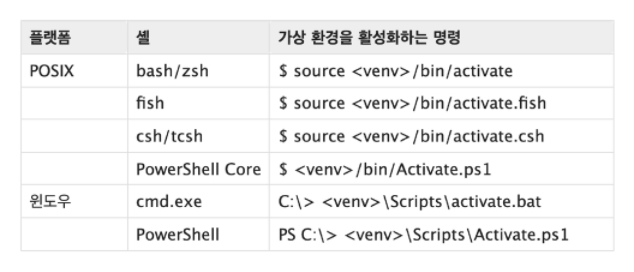 플랫폼 셸 가상 환경을 활성화하는 명령
POSIX bash/zsh $ source <venv>/bin/activate
fish $ source <venv>/bin/activate.fish
csh/tcsh $ source <venv>/bin/activate.csh
PowerShell Core $ <venv>/bin/Activate.ps1
윈도우 cmd.exe C:\> <venv>\Scripts\activate.bat
PowerShell PS C:\> <venv>\Scripts\Activate.ps1